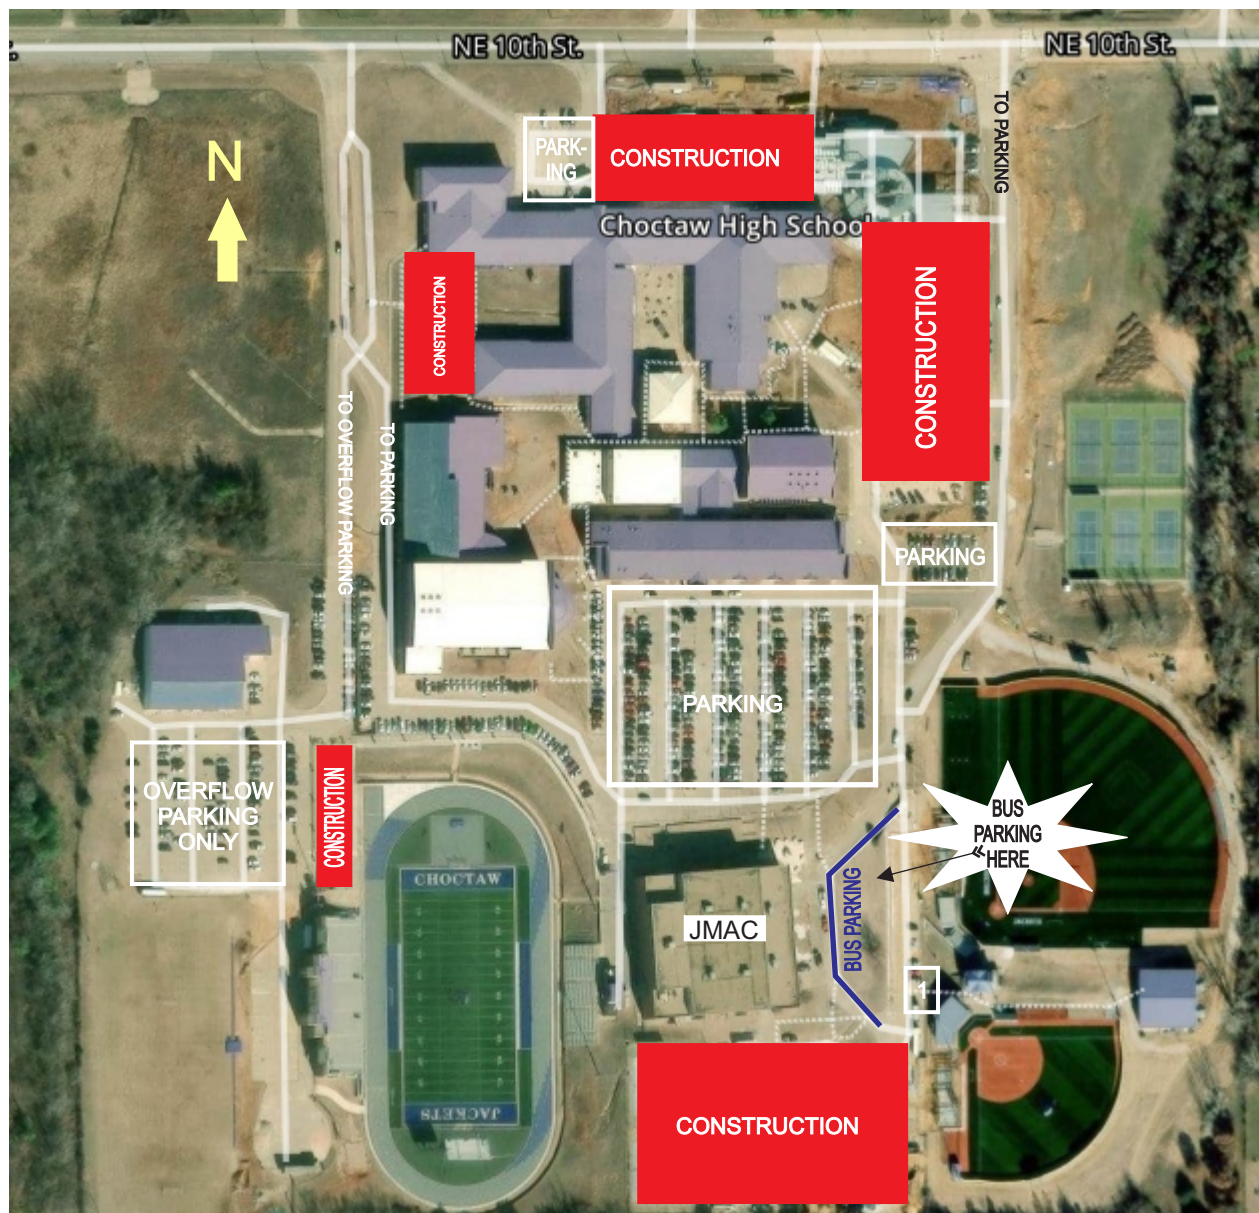 NE 10th St.
NE 10th St.
TO PARKING
N
PARK-
ING
CONSTRUCTION
Choctaw High School
CONSTRUCTION
CONSTRUCTION
TO OVERFLOW PARKING
TO PARKING
PARKING
PARKING
OVERFLOW
PARKING
ONLY
CONSTRUCTION
BUS
PARKING
HERE
CHOCTAW
BUS PARKING
JMAC
1
JACKETS
CONSTRUCTION